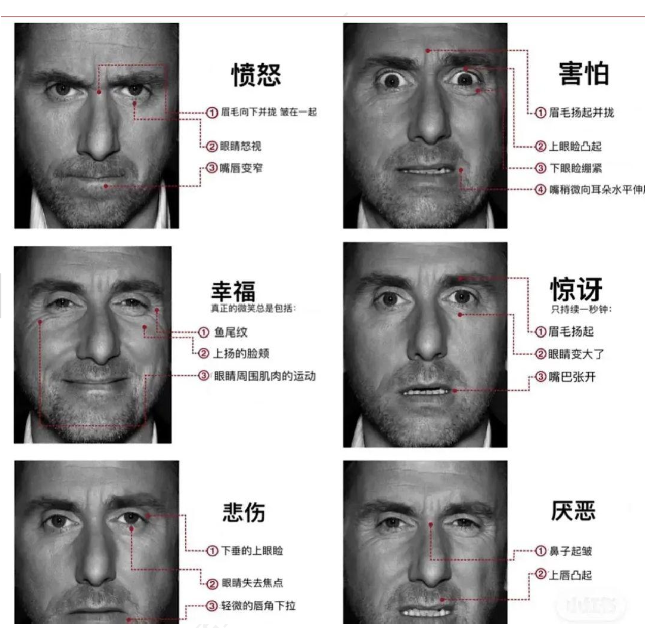 愤怒
① 眉毛向下并拢 皱在一起
② 眼睛怒视
③ 嘴唇变窄
害怕
① 眉毛扬起并拢
② 上眼睑凸起
③ 下眼睑绷紧
④ 嘴稍微向耳朵水平伸
幸福
真正的微笑总是包括:
① 鱼尾纹
② 上扬的脸颊
③ 眼睛周围肌肉的运动
惊讶
只持续一秒钟:
① 眉毛扬起
② 眼睛变大了
③ 嘴巴张开
悲伤
① 下垂的上眼睑
② 眼睛失去焦点
③ 轻微的唇角下拉
厌恶
① 鼻子起皱
② 上唇凸起
小红书